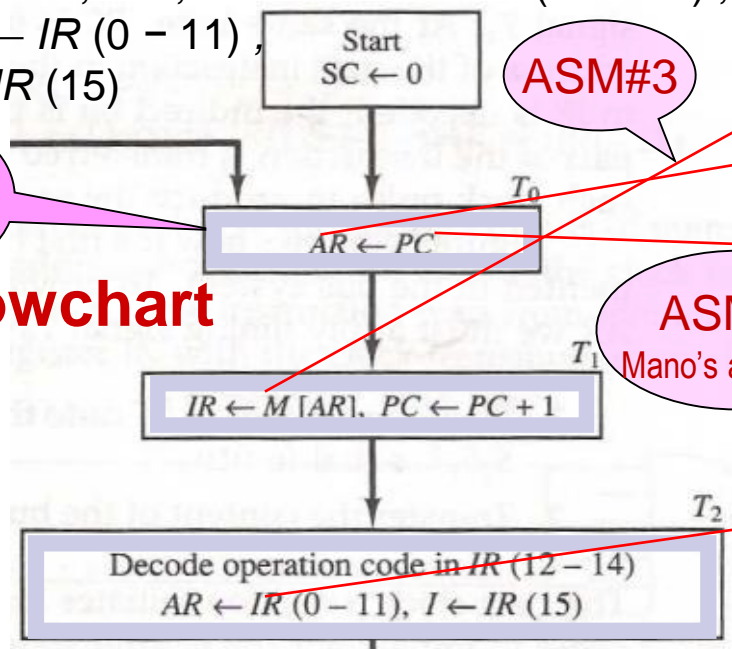 ← IR (0 − 11) ,
IR (15)
Start
SC ← 0
ASM#3
T₀
AR ← PC
owchart
ASM
Mano's a
T₁
IR ← M [AR], PC ← PC + 1
T₂
Decode operation code in IR (12 – 14)
AR ← IR (0 – 11), I ← IR (15)